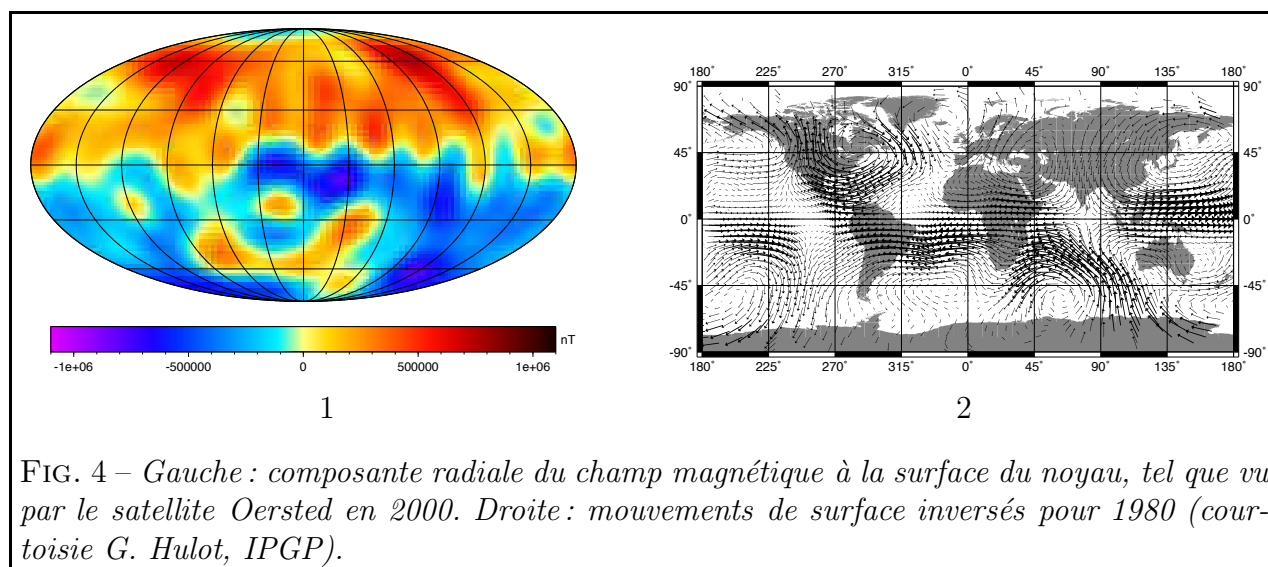 180° 225° 270° 315° 0° 45° 90° 135° 180°
90° 90°
45° 45°
0° 0°
-45° -45°
-90° -90°
180° 225° 270° 315° 0° 45° 90° 135° 180°
nT
-1e+06 -500000 0 500000 1e+06
1 2
FIG. 4 – Gauche : composante radiale du champ magnétique à la surface du noyau, tel que vu
par le satellite Oersted en 2000. Droite : mouvements de surface inversés pour 1980 (cour-
toisie G. Hulot, IPGP).